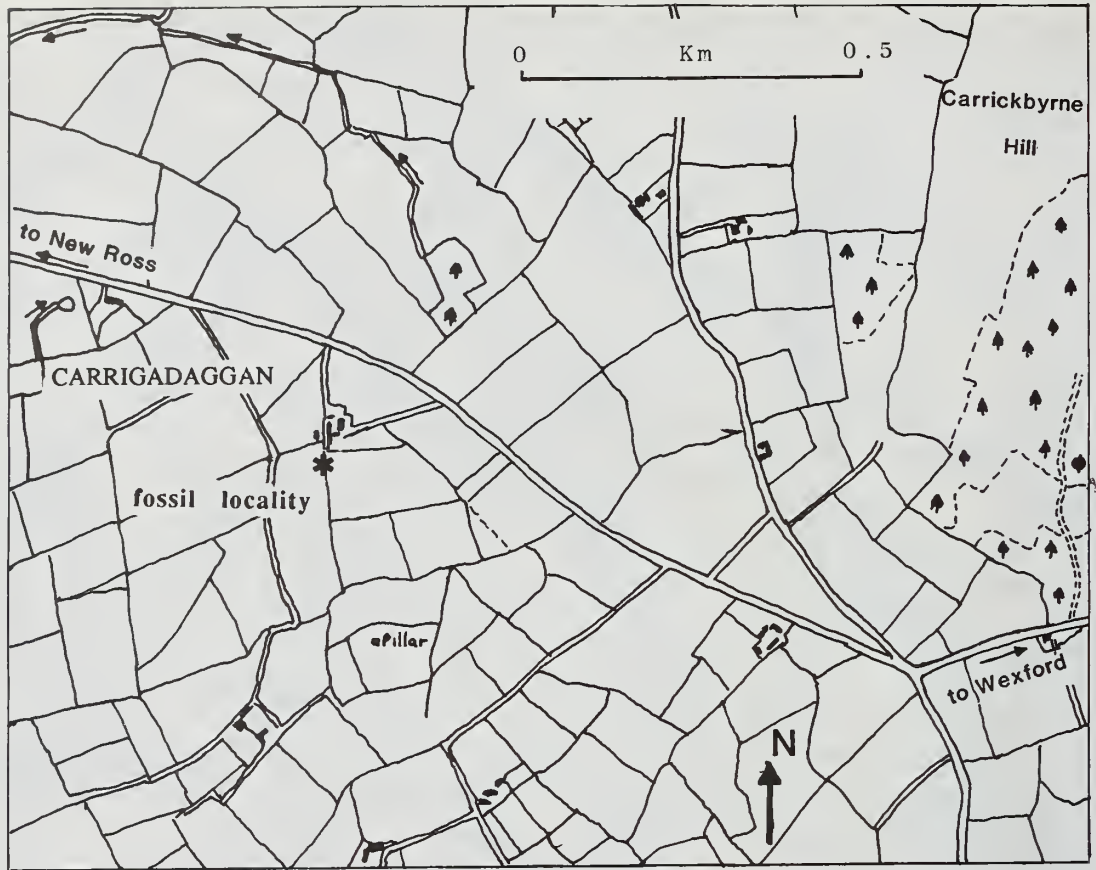 0 Km 0.5
Carrickbyrne
Hill
to New Ross
CARRIGADAGGAN
*
fossil locality
Pillar
to Wexford
N